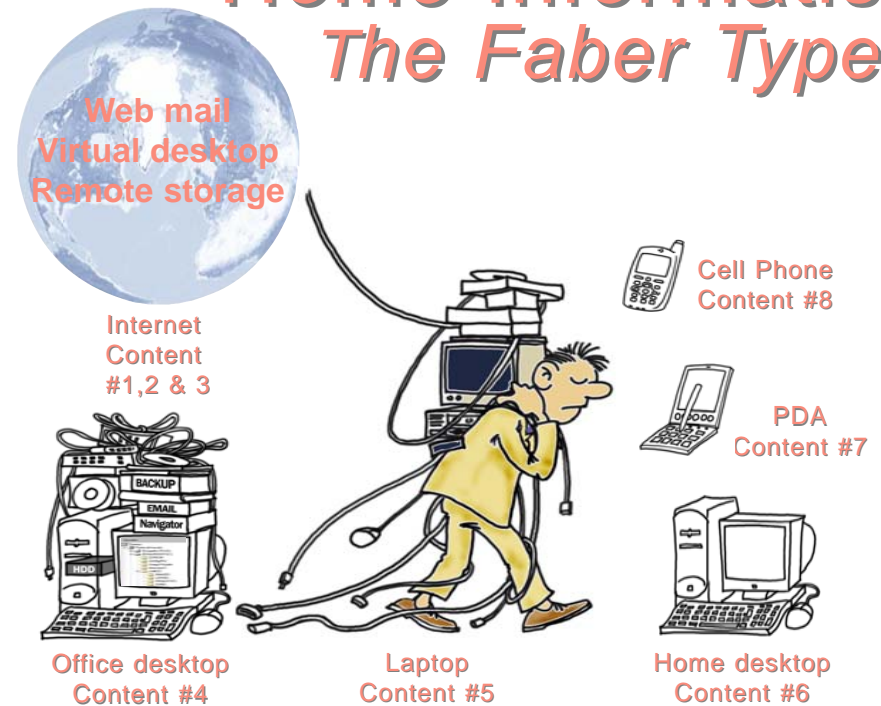 The Faber Type
Web mail
Virtual desktop
Remote storage
Internet
Content
#1,2 & 3
Cell Phone
Content #8
PDA
Content #7
BACKUP
EMAIL
Navigator
HDD
Office desktop
Content #4
Laptop
Content #5
Home desktop
Content #6